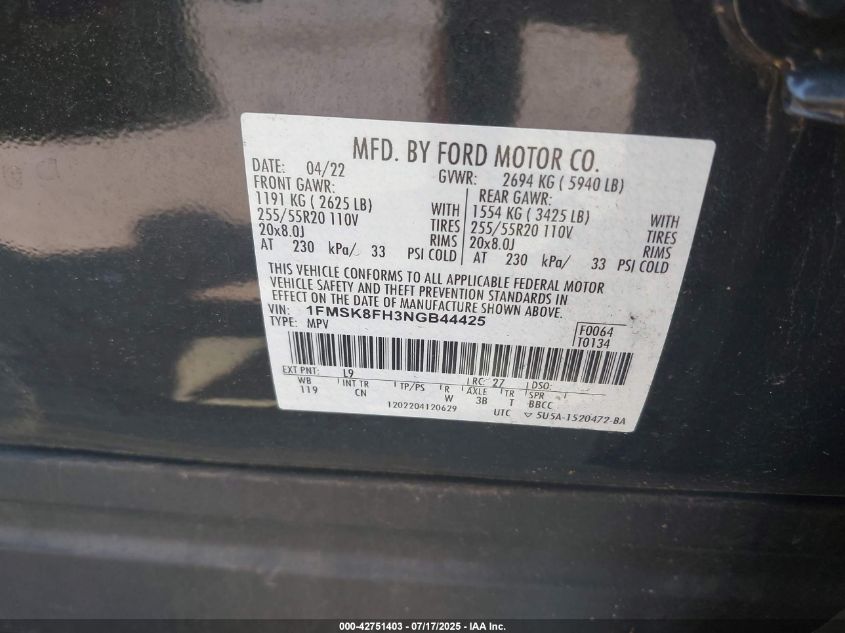 MFD. BY FORD MOTOR CO.
DATE: 04/22 GVWR: 2694 KG ( 5940 LB)
FRONT GAWR: REAR GAWR:
1191 KG ( 2625 LB) WITH 1554 KG ( 3425 LB) WITH
255/55R20 110V TIRES 255/55R20 110V TIRES
20x8.0J RIMS 20x8.0J RIMS
AT 230 kPa/ 33 PSI COLD AT 230 kPa/ 33 PSI COLD
THIS VEHICLE CONFORMS TO ALL APPLICABLE FEDERAL MOTOR
VEHICLE SAFETY AND THEFT PREVENTION STANDARDS IN
EFFECT ON THE DATE OF MANUFACTURE SHOWN ABOVE.
VIN: 1FMSK8FH3NGB44425
TYPE: MPV
F0064
T0134
EXT PNT: L9 RC: 27 DSO:
WB INT TR TP/PS R AXLE TR SPR
119 CN W 3B T BBCC
1202204120629 UTC ▽ 5U5A-1520472-BA
000-42751403 - 07/17/2025 - IAA Inc.